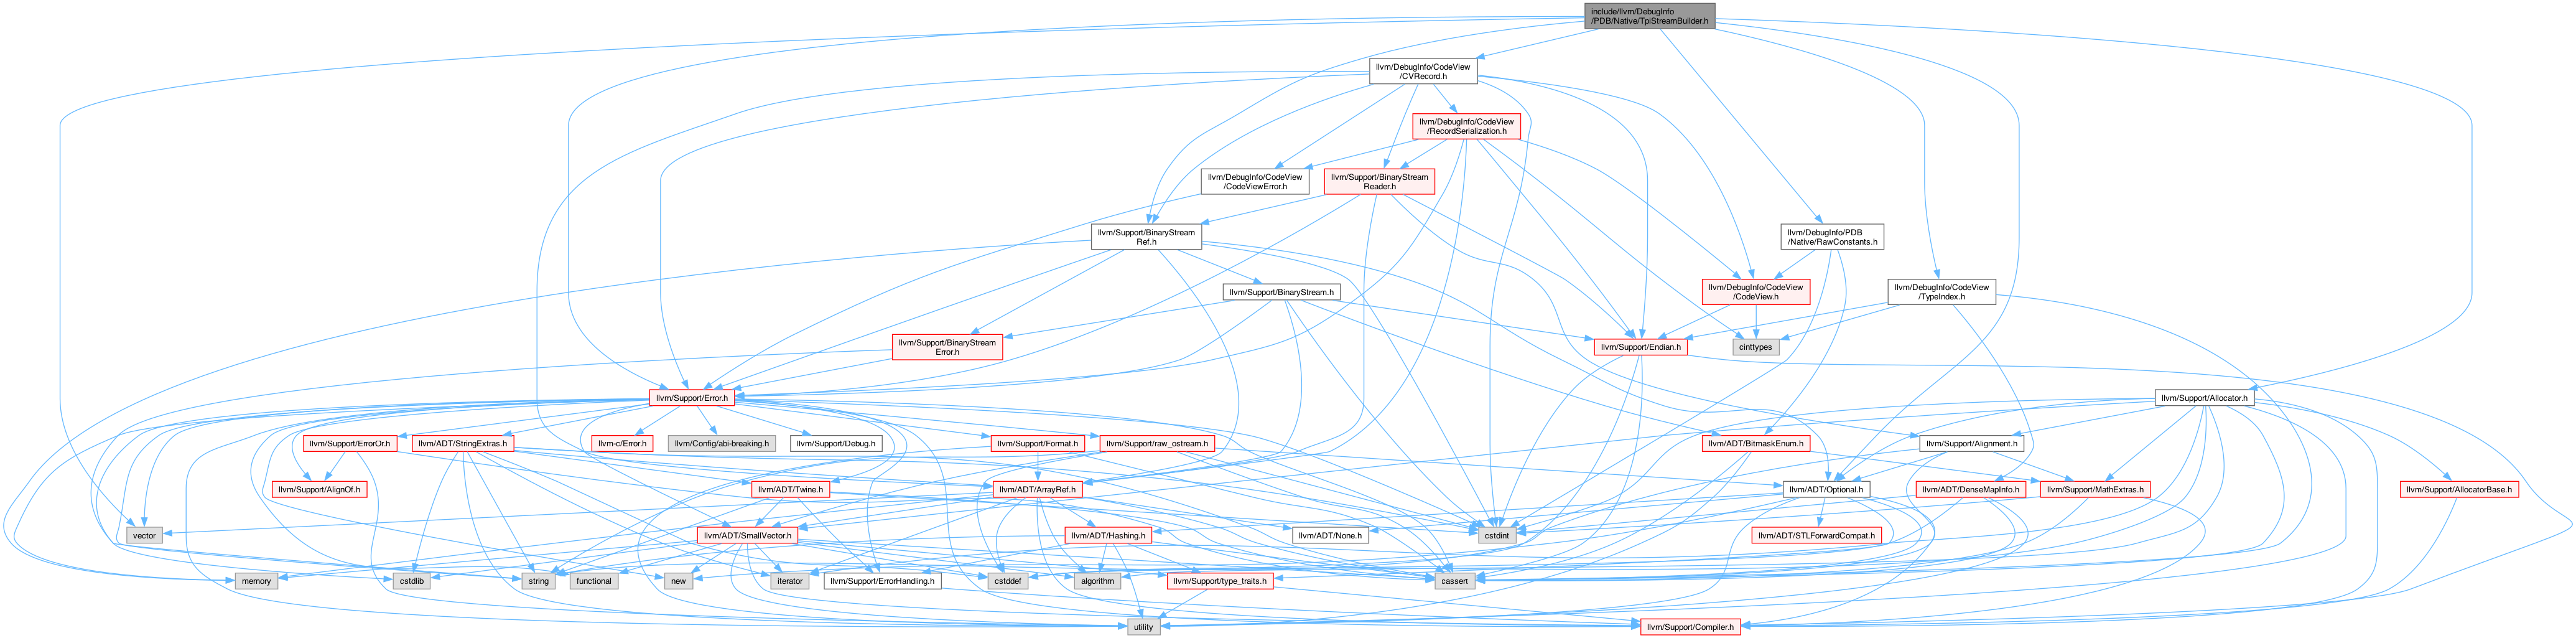 include/llvm/DebugInfo
/PDB/Native/TpiStreamBuilder.h
llvm/DebugInfo/CodeView
/CVRecord.h
llvm/DebugInfo/CodeView
/RecordSerialization.h
llvm/DebugInfo/CodeView
/CodeViewError.h
llvm/Support/BinaryStream
Reader.h
llvm/Support/BinaryStream
Ref.h
llvm/DebugInfo/PDB
/Native/RawConstants.h
llvm/Support/BinaryStream.h
llvm/DebugInfo/CodeView
/CodeView.h
llvm/DebugInfo/CodeView
/TypeIndex.h
llvm/Support/BinaryStream
Error.h
llvm/Support/Endian.h
cinttypes
llvm/Support/Error.h
llvm/Support/Allocator.h
llvm/Support/ErrorOr.h
llvm/ADT/StringExtras.h
llvm-c/Error.h
llvm/Config/abi-breaking.h
llvm/Support/Debug.h
llvm/Support/Format.h
llvm/Support/raw_ostream.h
llvm/ADT/BitmaskEnum.h
llvm/Support/Alignment.h
llvm/Support/AlignOf.h
llvm/ADT/Twine.h
llvm/ADT/ArrayRef.h
llvm/ADT/Optional.h
llvm/ADT/DenseMapInfo.h
llvm/Support/MathExtras.h
llvm/Support/AllocatorBase.h
vector
llvm/ADT/SmallVector.h
llvm/ADT/Hashing.h
llvm/ADT/None.h
cstdint
llvm/ADT/STLForwardCompat.h
memory
cstdlib
string
functional
new
iterator
llvm/Support/ErrorHandling.h
cstddef
algorithm
llvm/Support/type_traits.h
cassert
utility
llvm/Support/Compiler.h